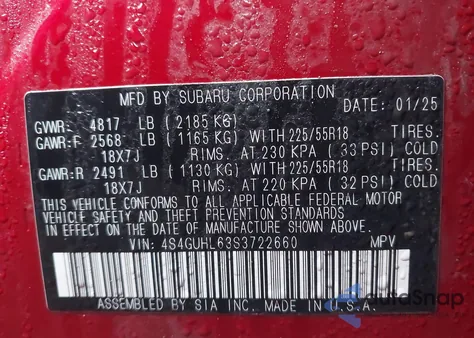 MFD BY SUBARU CORPORATION
DATE: 01/25
GVWR: 4817 LB (2185 KG)
GAWR:F 2568 LB (1165 KG) WITH 225/55R18 TIRES.
18X7J RIMS. AT 230 KPA (33 PSI) COLD
GAWR:R 2491 LB (1130 KG) WITH 225/55R18 TIRES.
18X7J RIMS. AT 220 KPA (32 PSI) COLD
THIS VEHICLE CONFORMS TO ALL APPLICABLE FEDERAL MOTOR
VEHICLE SAFETY AND THEFT PREVENTION STANDARDS
IN EFFECT ON THE DATE OF MANUFACTURE SHOWN ABOVE.
VIN: 4S4GUHL63S3722660 MPV
ASSEMBLED BY SIA INC. MADE IN U.S.A.
autoSnap